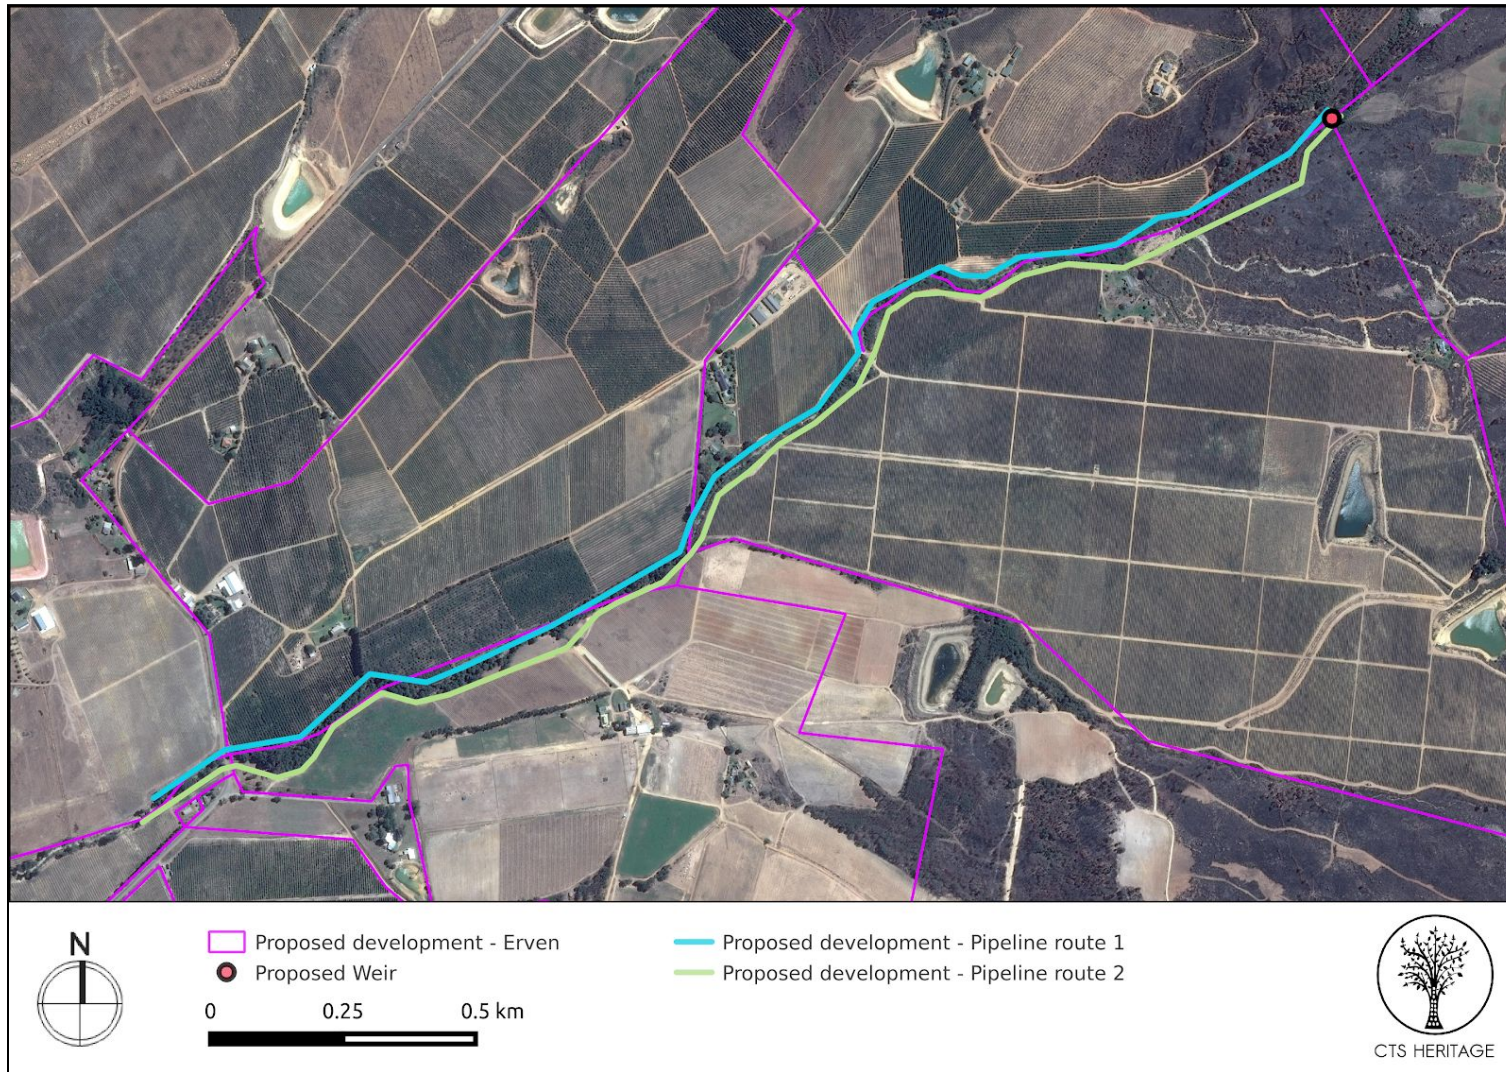 N
Proposed development - Erven
Proposed Weir
0 0.25 0.5 km
Proposed development - Pipeline route 1
Proposed development - Pipeline route 2
CTS HERITAGE